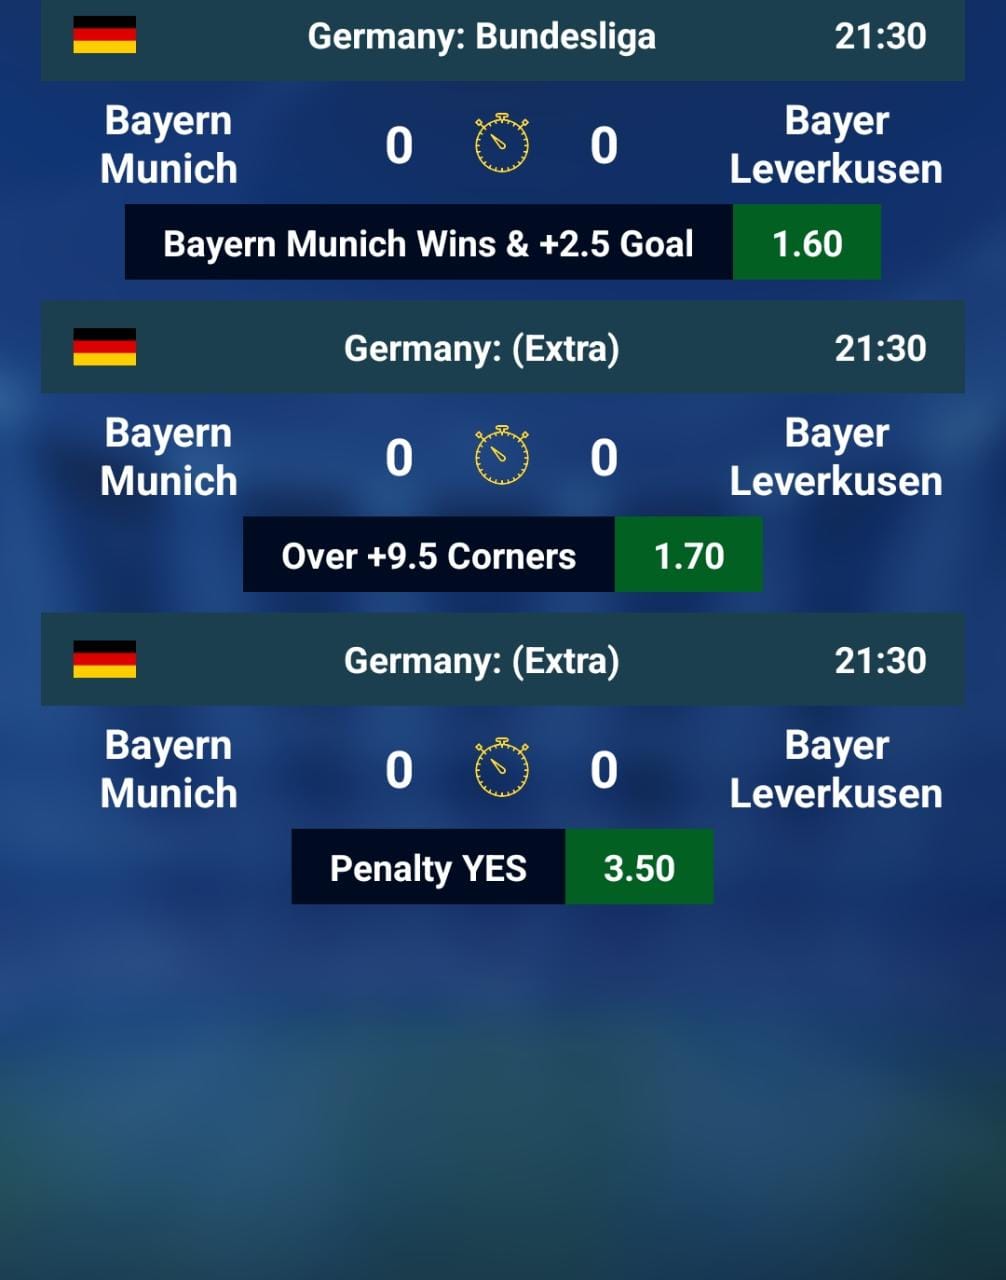 Germany: Bundesliga 21:30
Bayern Munich 0 0 Bayer Leverkusen
Bayern Munich Wins & +2.5 Goal 1.60
Germany: (Extra) 21:30
Bayern Munich 0 0 Bayer Leverkusen
Over +9.5 Corners 1.70
Germany: (Extra) 21:30
Bayern Munich 0 0 Bayer Leverkusen
Penalty YES 3.50